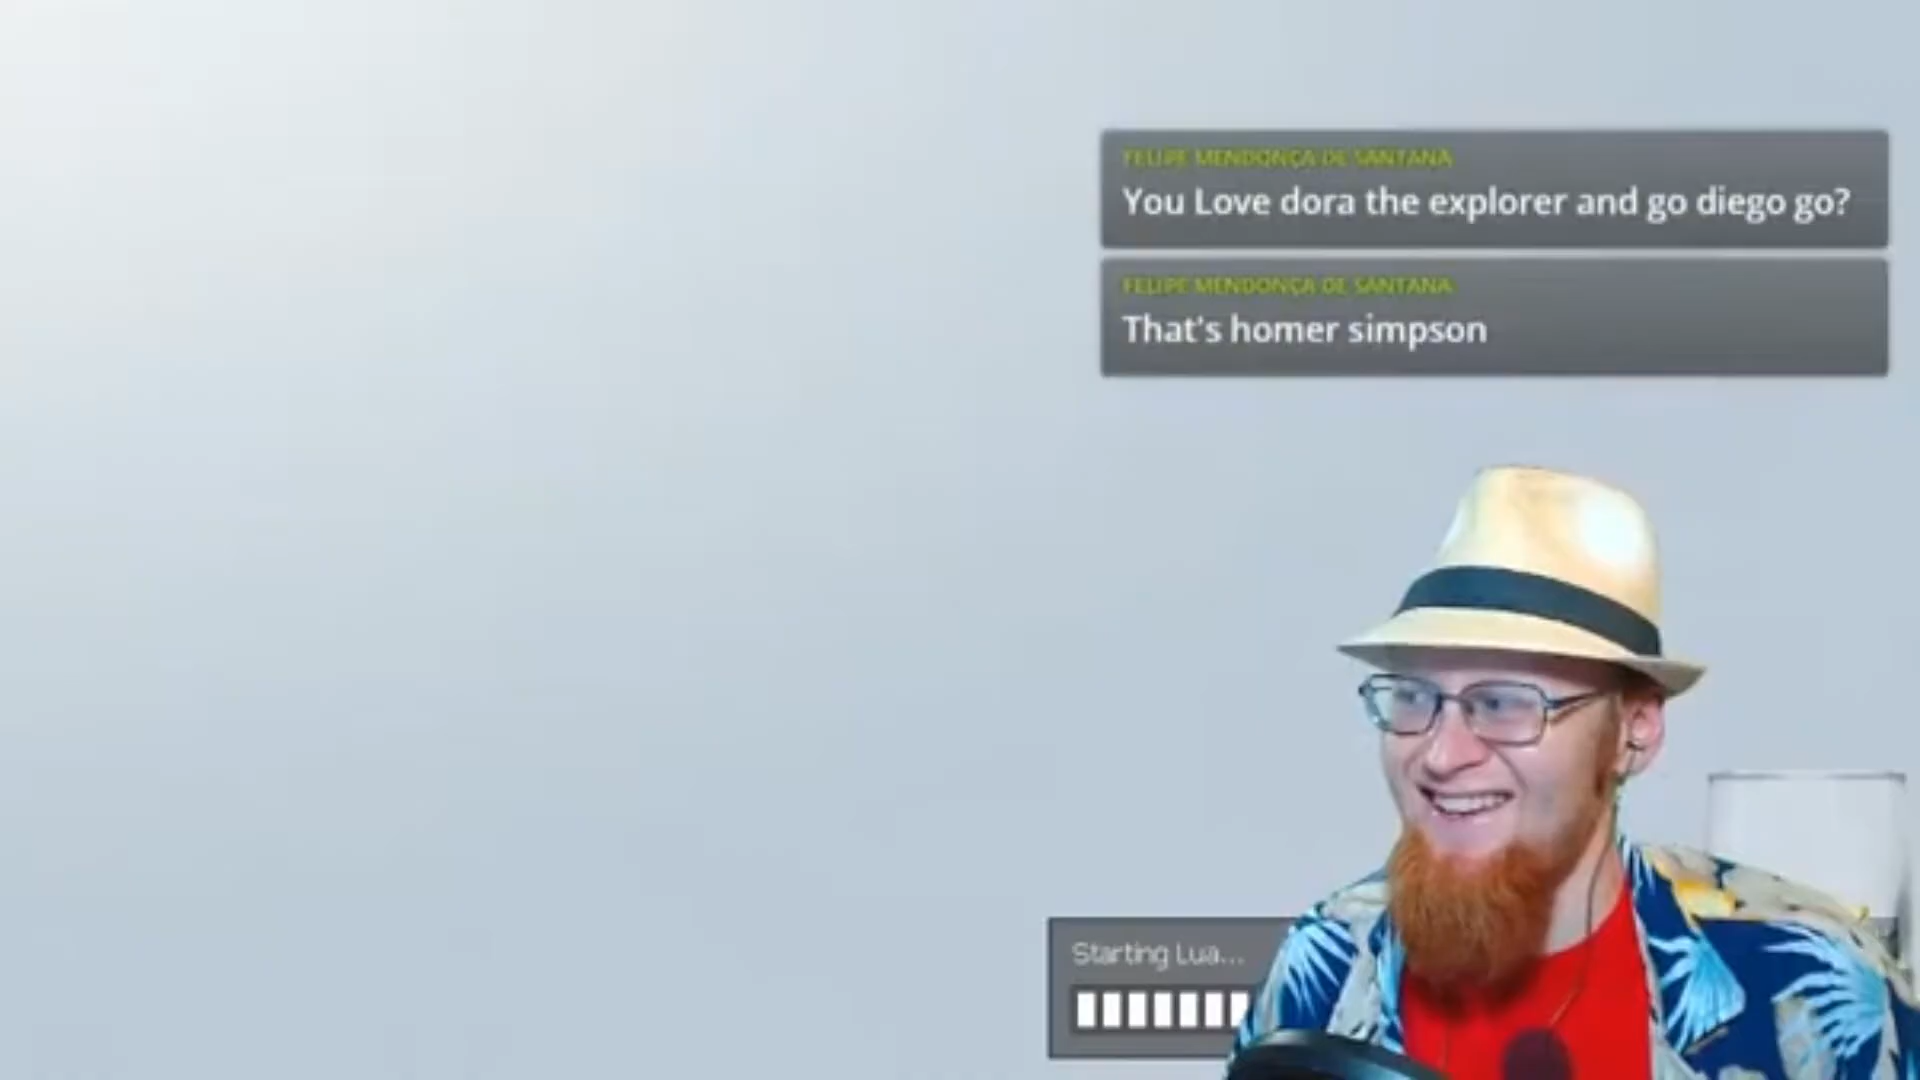 FELIPE MENDONÇA DE SANTANA
You Love dora the explorer and go diego go?
FELIPE MENDONÇA DE SANTANA
That's homer simpson
Starting Lua...